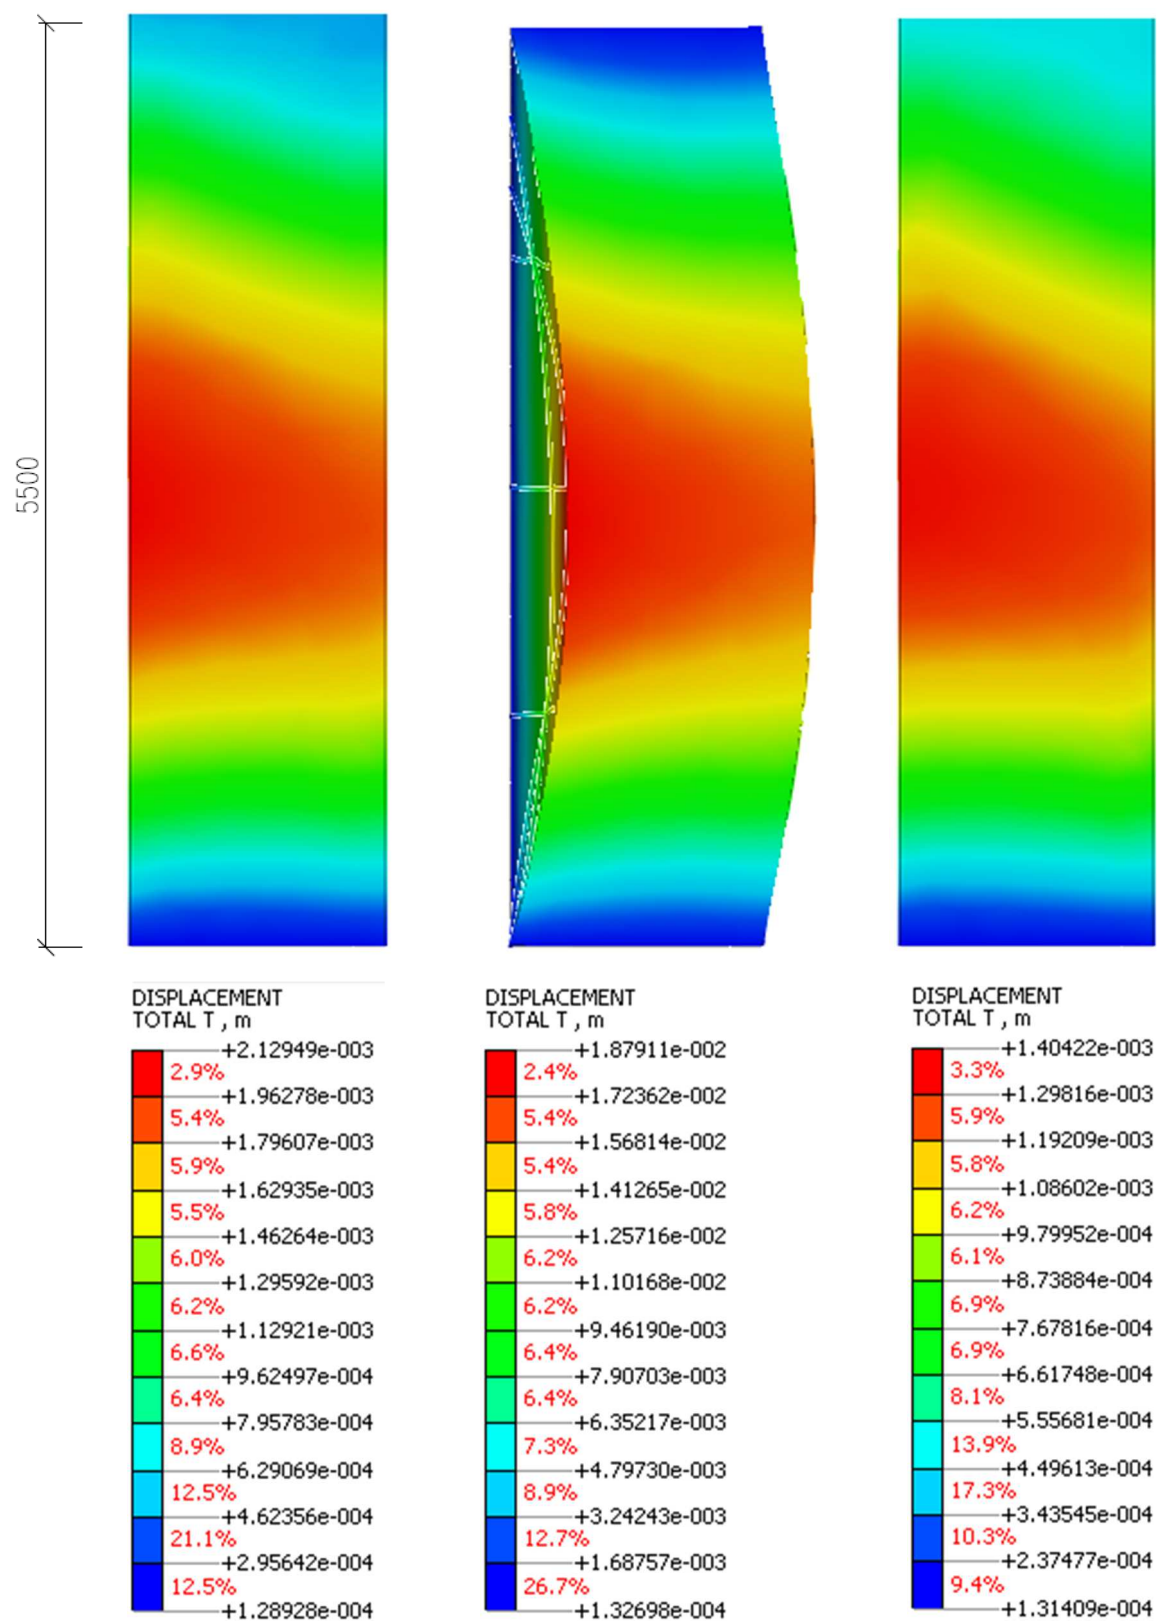 5500
DISPLACEMENT
TOTAL T , m
+2.12949e-003
2.9%
+1.96278e-003
5.4%
+1.79607e-003
5.9%
+1.62935e-003
5.5%
+1.46264e-003
6.0%
+1.29592e-003
6.2%
+1.12921e-003
6.6%
+9.62497e-004
6.4%
+7.95783e-004
8.9%
+6.29069e-004
12.5%
+4.62356e-004
21.1%
+2.95642e-004
12.5%
+1.28928e-004
DISPLACEMENT
TOTAL T , m
+1.87911e-002
2.4%
+1.72362e-002
5.4%
+1.56814e-002
5.4%
+1.41265e-002
5.8%
+1.25716e-002
6.2%
+1.10168e-002
6.2%
+9.46190e-003
6.4%
+7.90703e-003
6.4%
+6.35217e-003
7.3%
+4.79730e-003
8.9%
+3.24243e-003
12.7%
+1.68757e-003
26.7%
+1.32698e-004
DISPLACEMENT
TOTAL T , m
+1.40422e-003
3.3%
+1.29816e-003
5.9%
+1.19209e-003
5.8%
+1.08602e-003
6.2%
+9.79952e-004
6.1%
+8.73884e-004
6.9%
+7.67816e-004
6.9%
+6.61748e-004
8.1%
+5.55681e-004
13.9%
+4.49613e-004
17.3%
+3.43545e-004
10.3%
+2.37477e-004
9.4%
+1.31409e-004